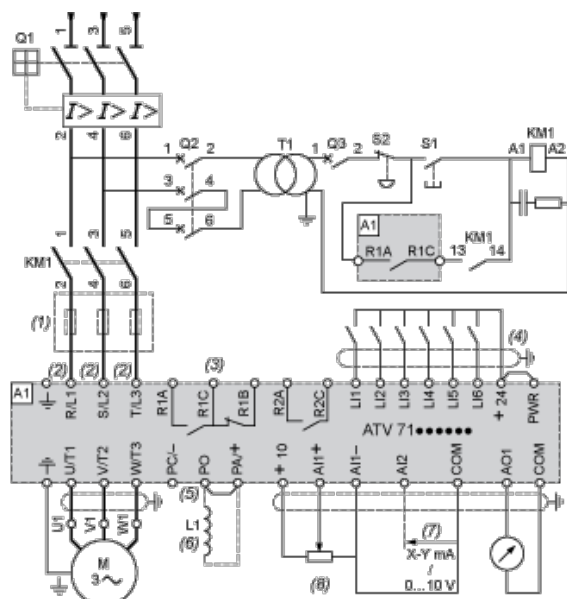 Q1
1 3 5
I> I> I>
2 4 6
1 Q2 2
3 4
5 6
T1
1 Q3 2
S2
S1
KM1
A1 A2
A1
R1A R1C
13 KM1 14
1 3 5
KM1
2 4 6
(1)
(2) (2) (2)
(3)
(4)
A1
R/L1 S/L2 T/L3 R1A R1C R1B R2A R2C LI1 LI2 LI3 LI4 LI5 LI6 + 24 PWR
ATV 71●●●●●●
U/T1 V/T2 W/T3 PC/- PO PA/+ + 10 AI1+ AI1- AI2 COM AO1 COM
U1 V1 W1
(5)
L1
(6)
M
3 ~
(7)
X-Y mA
/
0...10 V
(8)